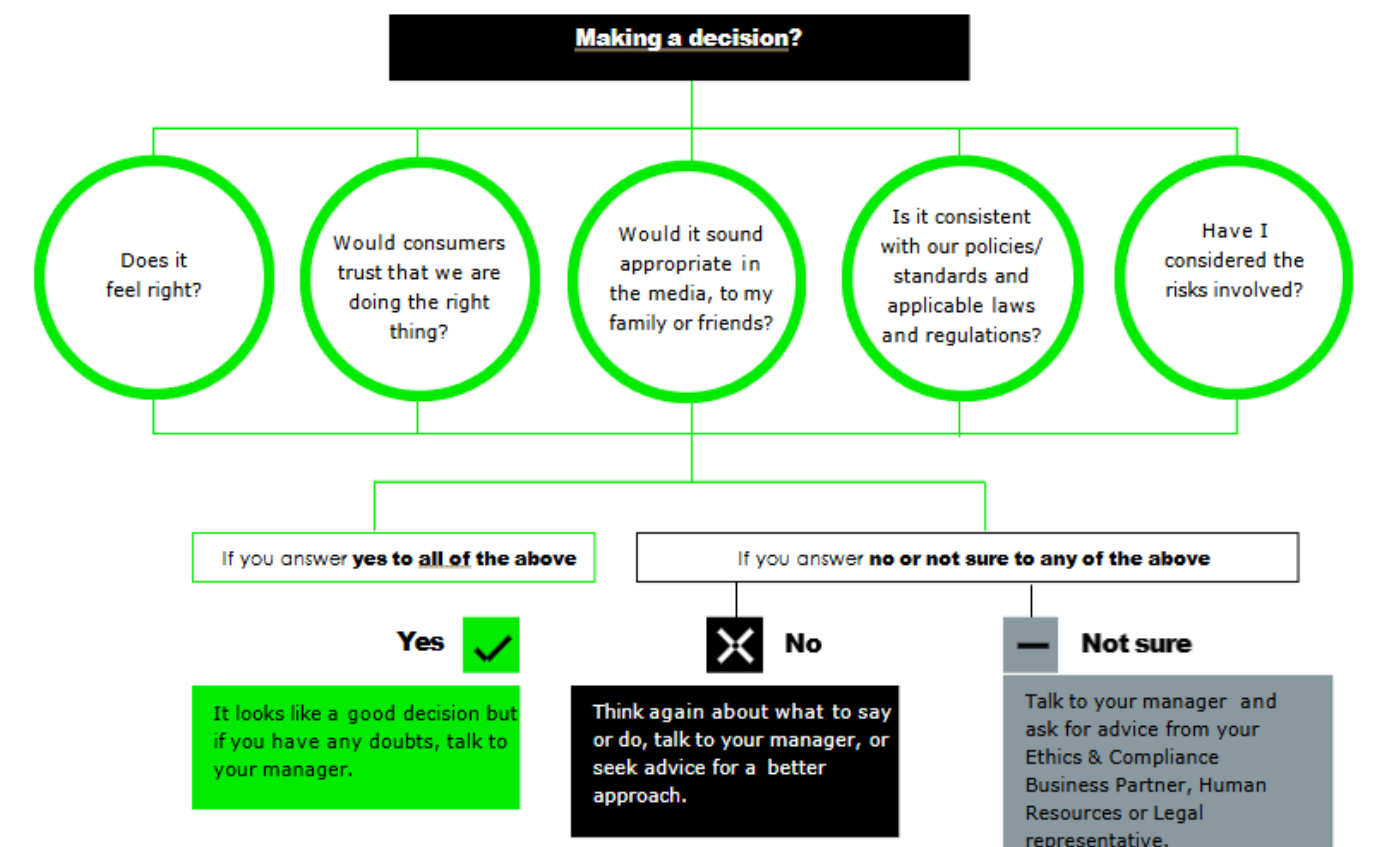 Making a decision?
Does it
feel right?
Would consumers
trust that we are
doing the right
thing?
Would it sound
appropriate in
the media, to my
family or friends?
Is it consistent
with our policies/
standards and
applicable laws
and regulations?
Have I
considered the
risks involved?
If you answer yes to all of the above
If you answer no or not sure to any of the above
Yes
It looks like a good decision but
if you have any doubts, talk to
your manager.
No
Think again about what to say
or do, talk to your manager, or
seek advice for a better
approach.
Not sure
Talk to your manager and
ask for advice from your
Ethics & Compliance
Business Partner, Human
Resources or Legal
representative.